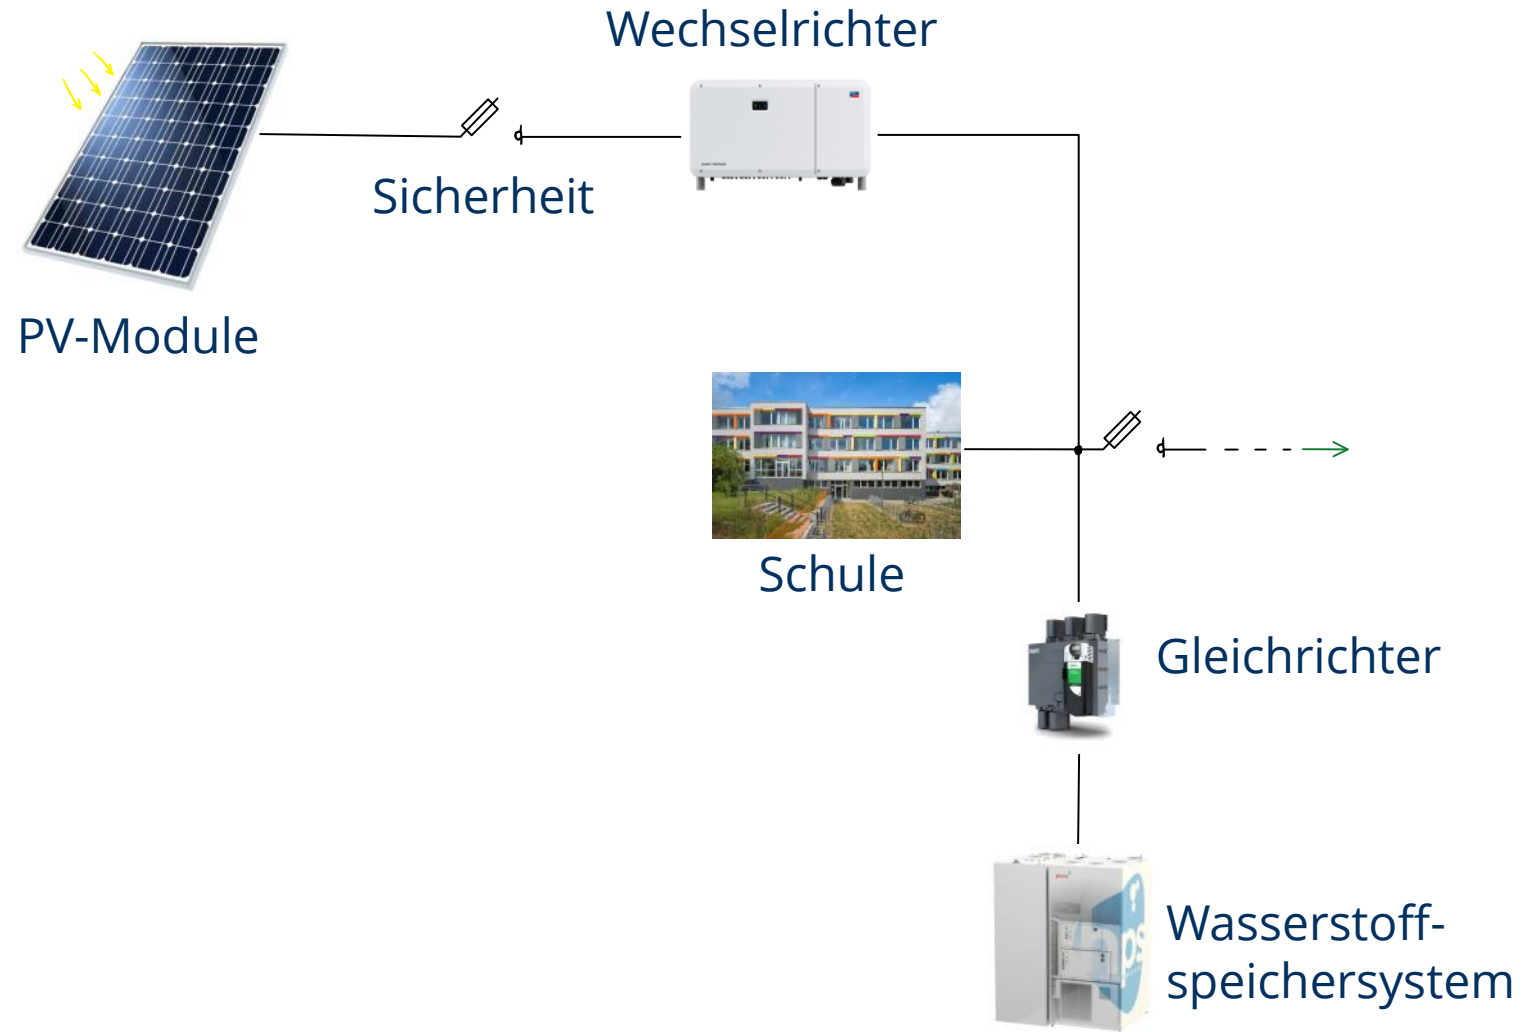 Wechselrichter
Sicherheit
PV-Module
Schule
Gleichrichter
Wasserstoff-
speichersystem